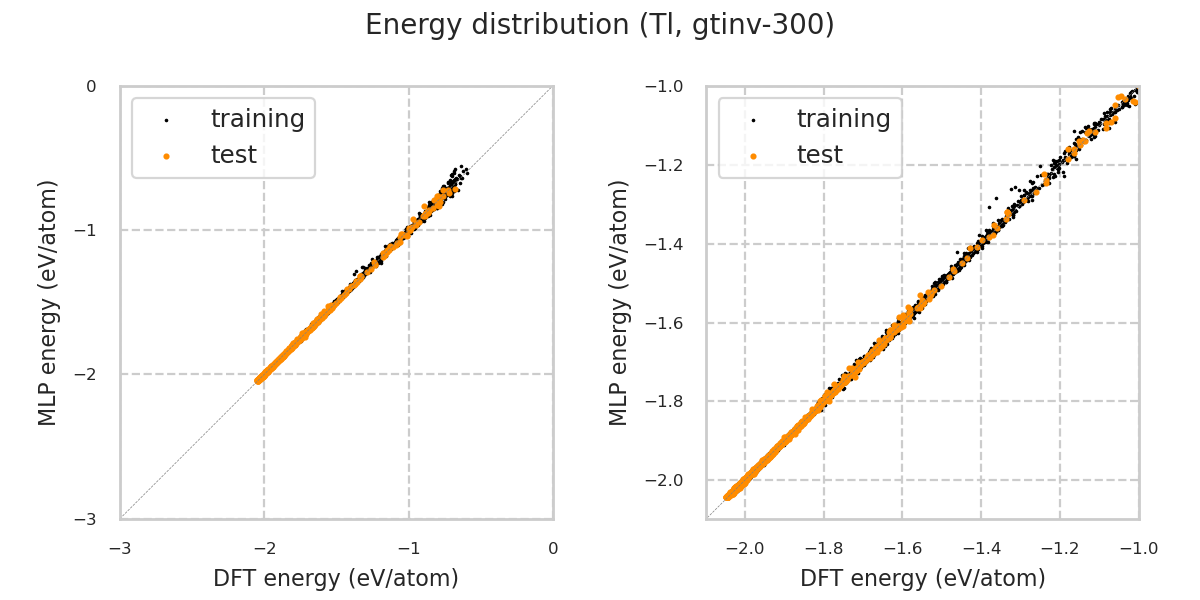 Energy distribution (Tl, gtinv-300)
training
test
0
−1
−2
−3
MLP energy (eV/atom)
−3
−2
−1
0
DFT energy (eV/atom)
training
test
−1.0
−1.2
−1.4
−1.6
−1.8
−2.0
MLP energy (eV/atom)
−2.0
−1.8
−1.6
−1.4
−1.2
−1.0
DFT energy (eV/atom)